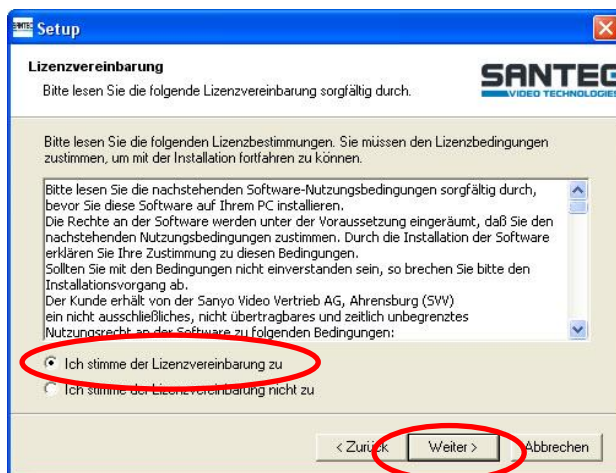 SANTEC Setup
Lizenzvereinbarung
Bitte lesen Sie die folgende Lizenzvereinbarung sorgfältig durch.
SANTEC
VIDEO TECHNOLOGIES
Bitte lesen Sie die folgenden Lizenzbestimmungen. Sie müssen den Lizenzbedingungen
zustimmen, um mit der Installation fortfahren zu können.
Bitte lesen Sie die nachstehenden Software-Nutzungsbedingungen sorgfältig durch,
bevor Sie diese Software auf Ihrem PC installieren.
Die Rechte an der Software werden unter der Voraussetzung eingeräumt, daß Sie den
nachstehenden Nutzungsbedingungen zustimmen. Durch die Installation der Software
erklären Sie Ihre Zustimmung zu diesen Bedingungen.
Sollten Sie mit den Bedingungen nicht einverstanden sein, so brechen Sie bitte den
Installationsvorgang ab.
Der Kunde erhält von der Sanyo Video Vertrieb AG, Ahrensburg (SVV)
ein nicht ausschließliches, nicht übertragbares und zeitlich unbegrenztes
Nutzungsrecht an der Software zu folgenden Bedingungen:
Ich stimme der Lizenzvereinbarung zu
Ich stimme der Lizenzvereinbarung nicht zu
< Zurück Weiter > Abbrechen